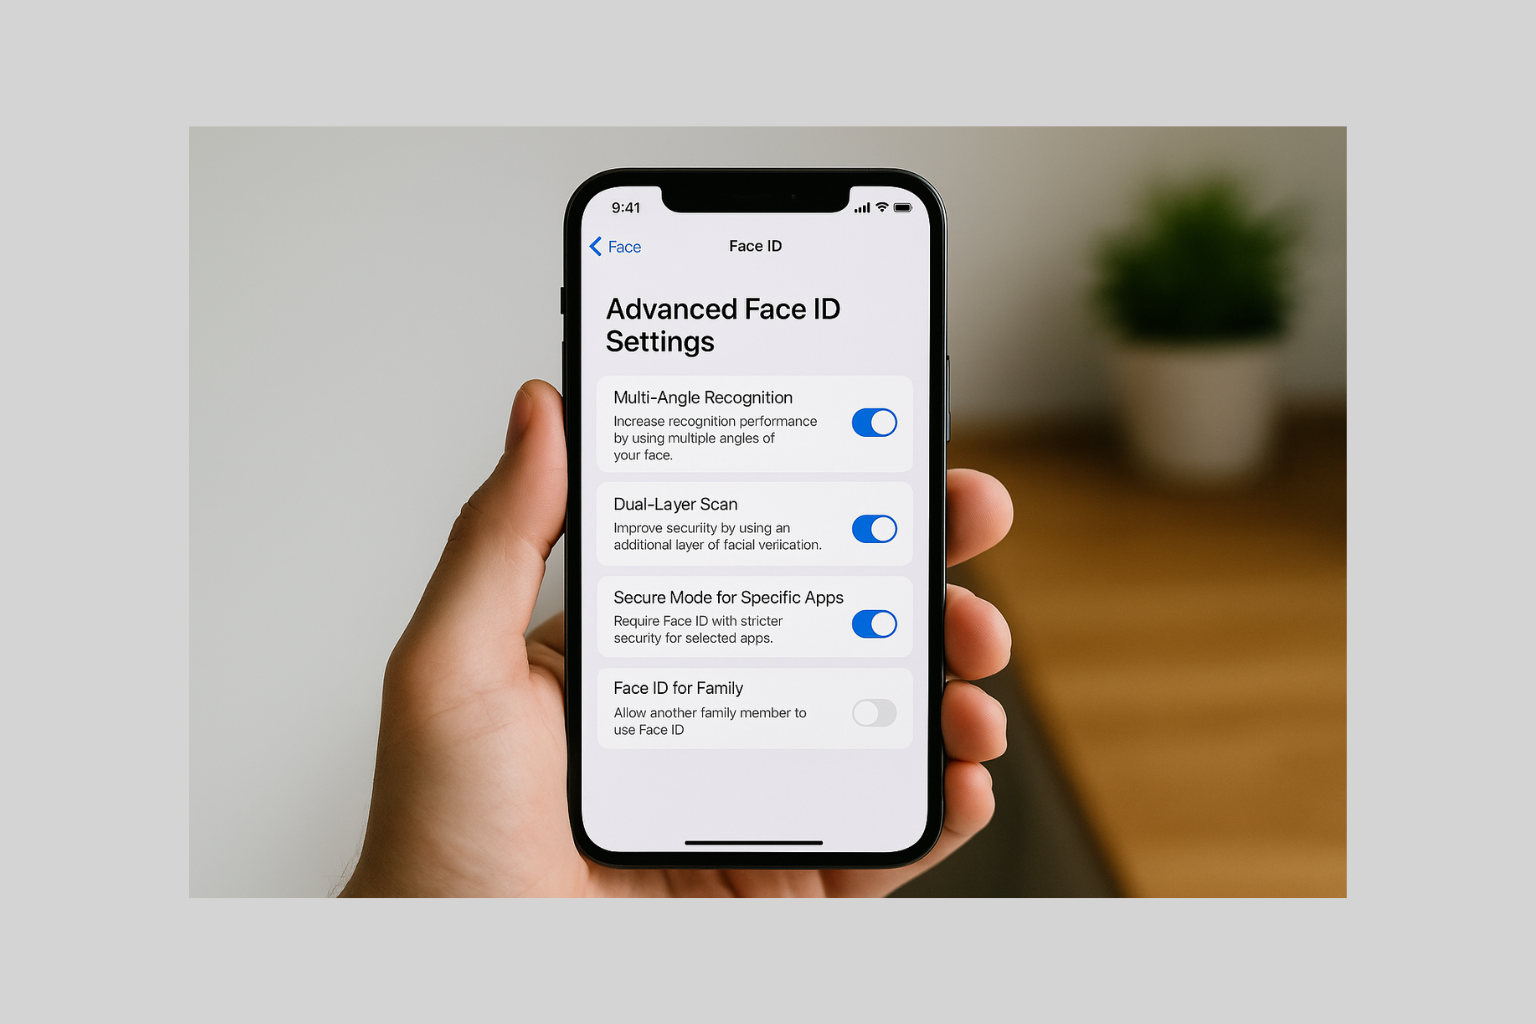 9:41
Face
Face ID
Advanced Face ID
Settings
Multi-Angle Recognition
Increase recognition performance
by using multiple angles of
your face.
Dual-Layer Scan
Improve securiity by using an
additional layer of facial veriication.
Secure Mode for Specific Apps
Require Face ID with stricter
security for selected apps.
Face ID for Family
Allow another family member to
use Face ID